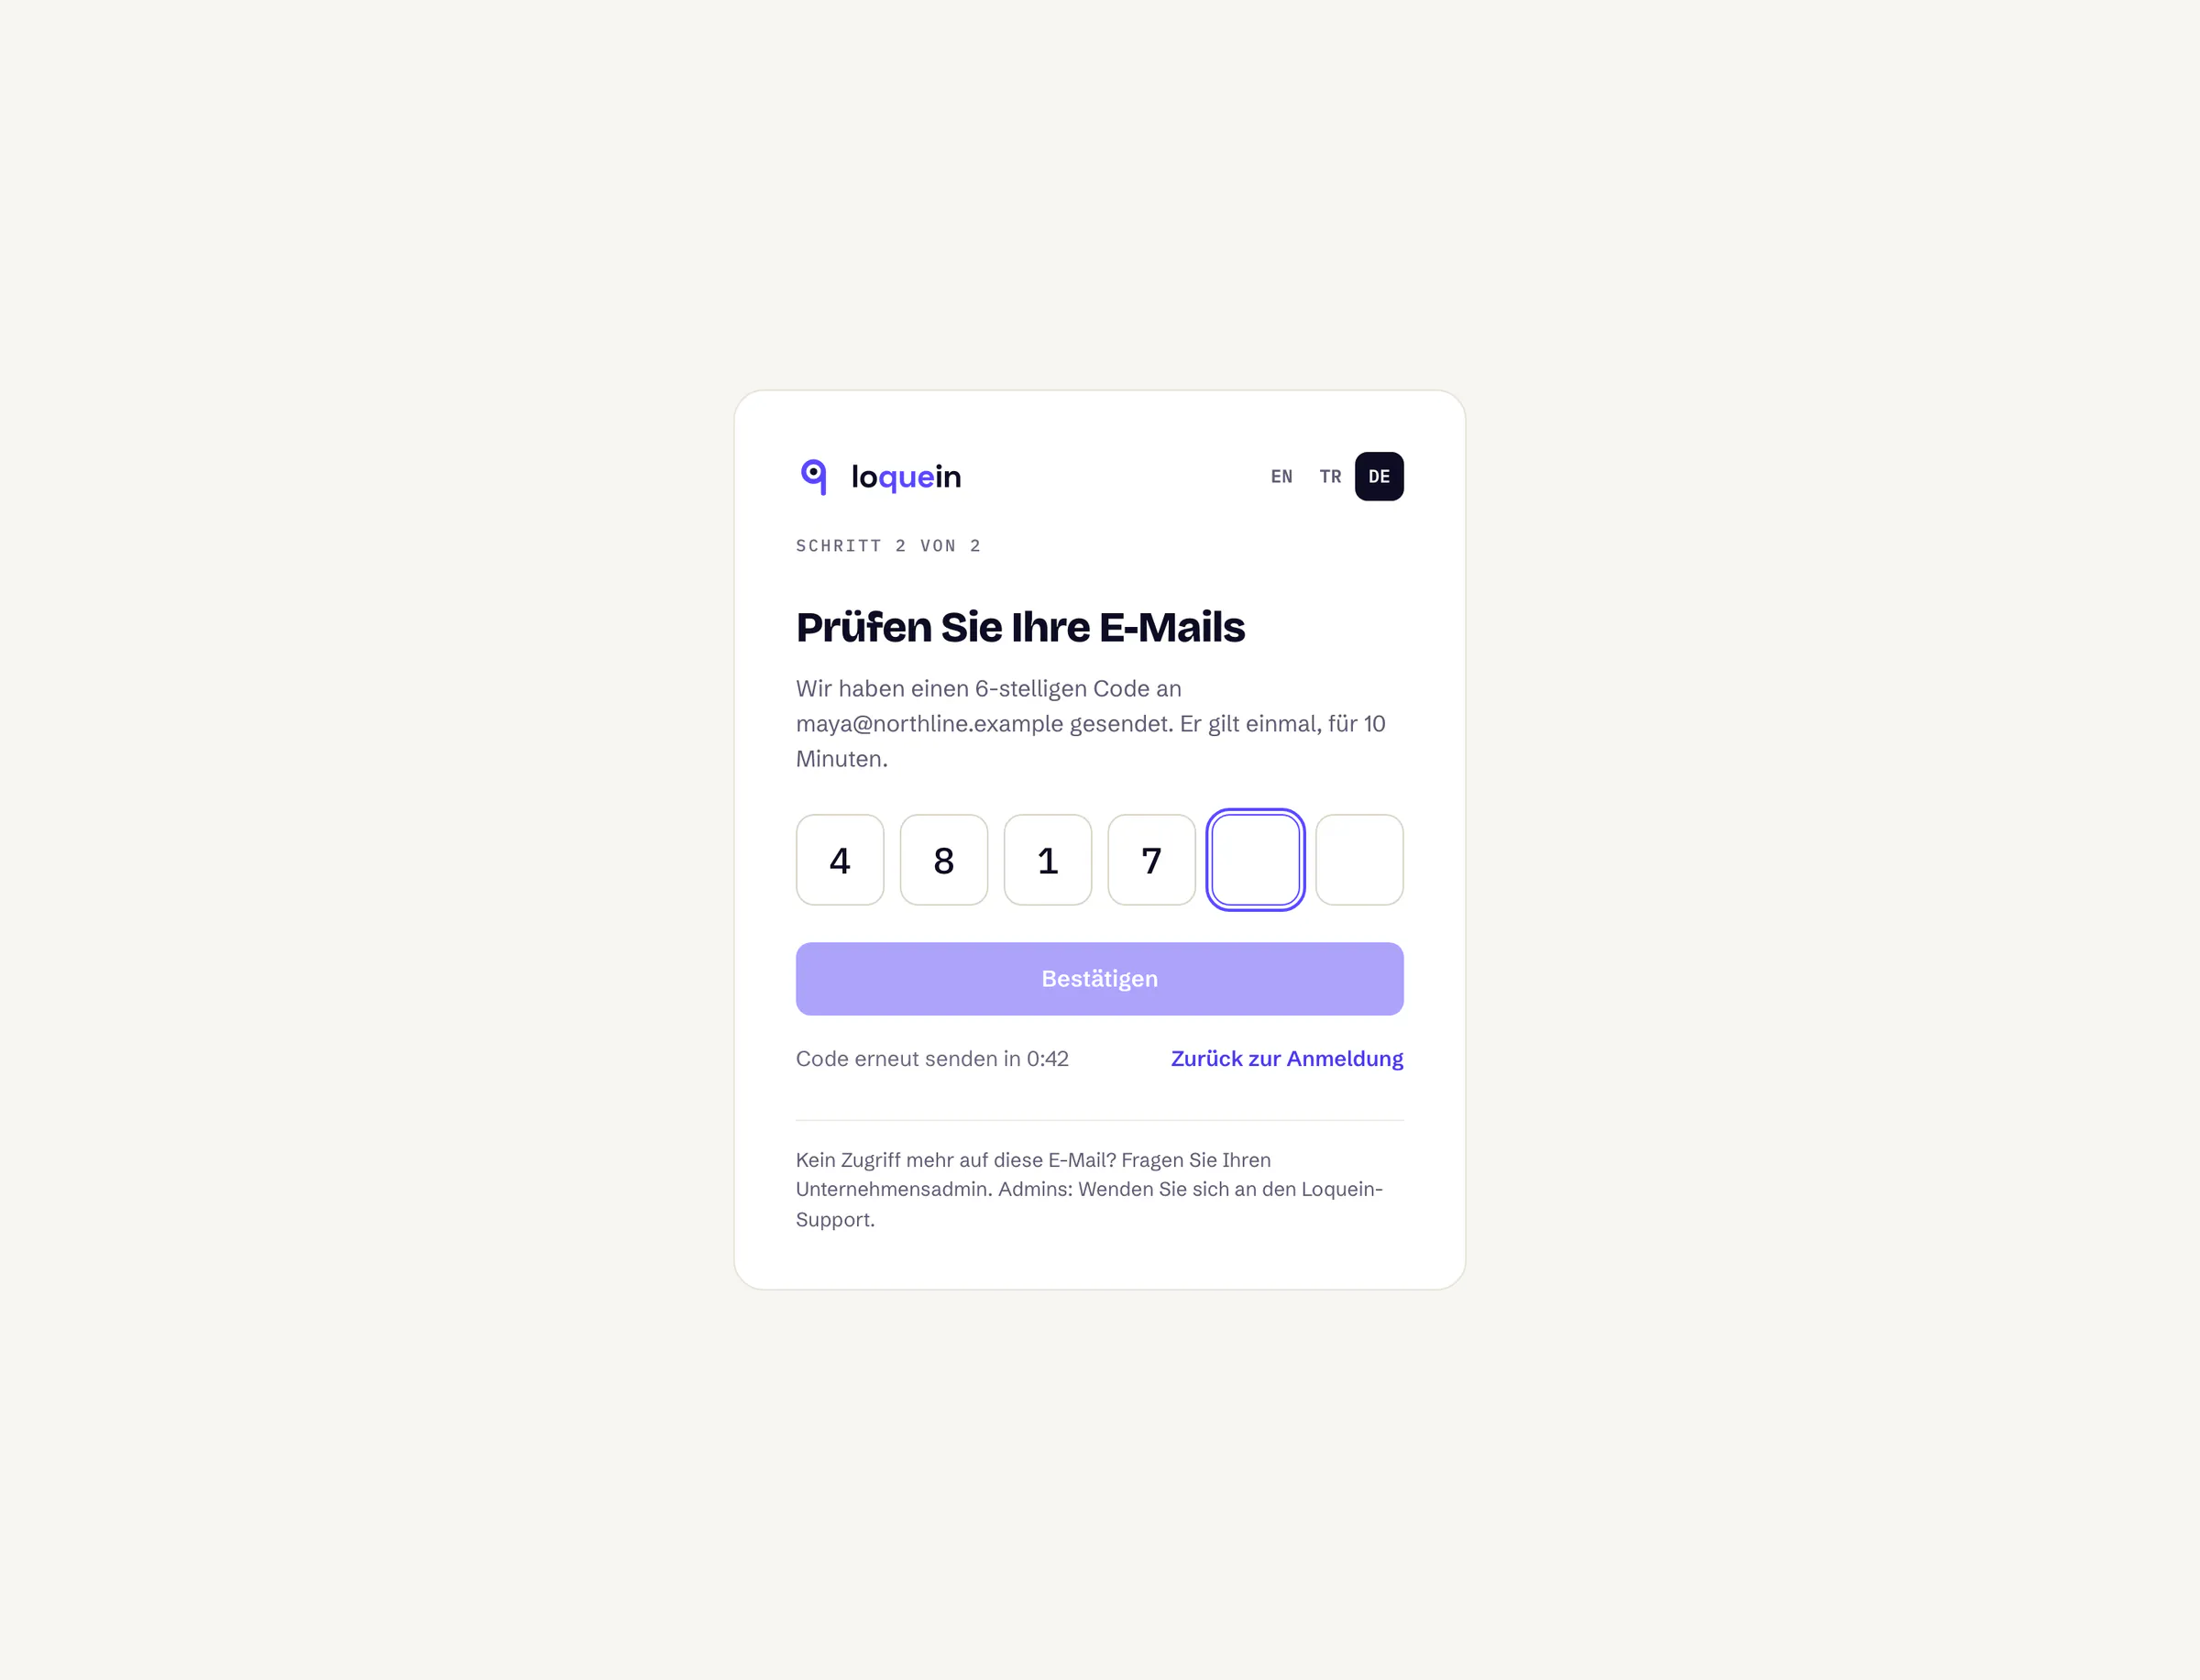 loquein
EN TR DE
SCHRITT 2 VON 2
Prüfen Sie Ihre E-Mails
Wir haben einen 6-stelligen Code an
maya@northline.example gesendet. Er gilt einmal, für 10
Minuten.
4 8 1 7
Bestätigen
Code erneut senden in 0:42 Zurück zur Anmeldung
Kein Zugriff mehr auf diese E-Mail? Fragen Sie Ihren
Unternehmensadmin. Admins: Wenden Sie sich an den Loquein-
Support.